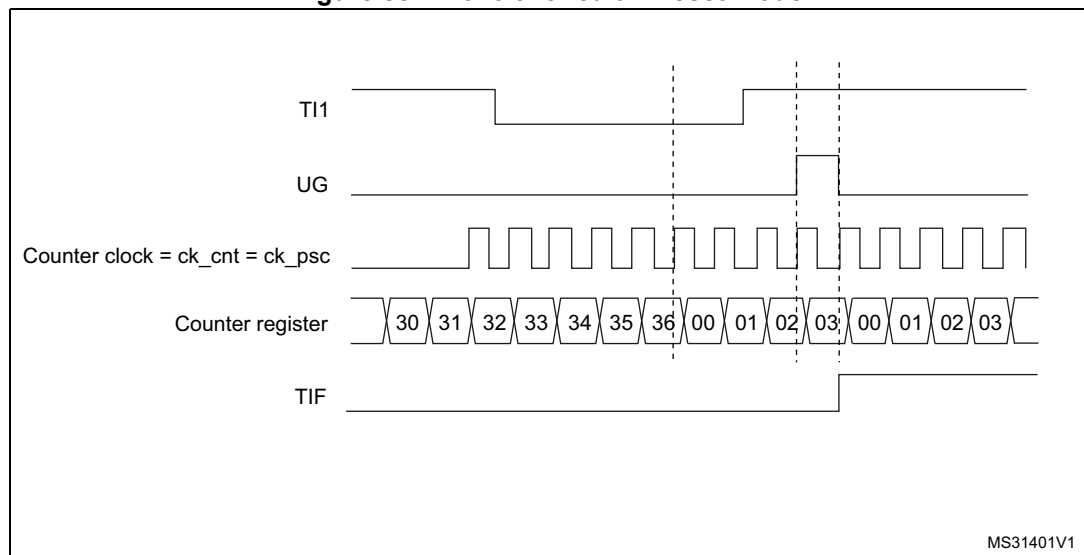 TI1
UG
Counter clock = ck_cnt = ck_psc
Counter register 30 31 32 33 34 35 36 00 01 02 03 00 01 02 03
TIF
MS31401V1